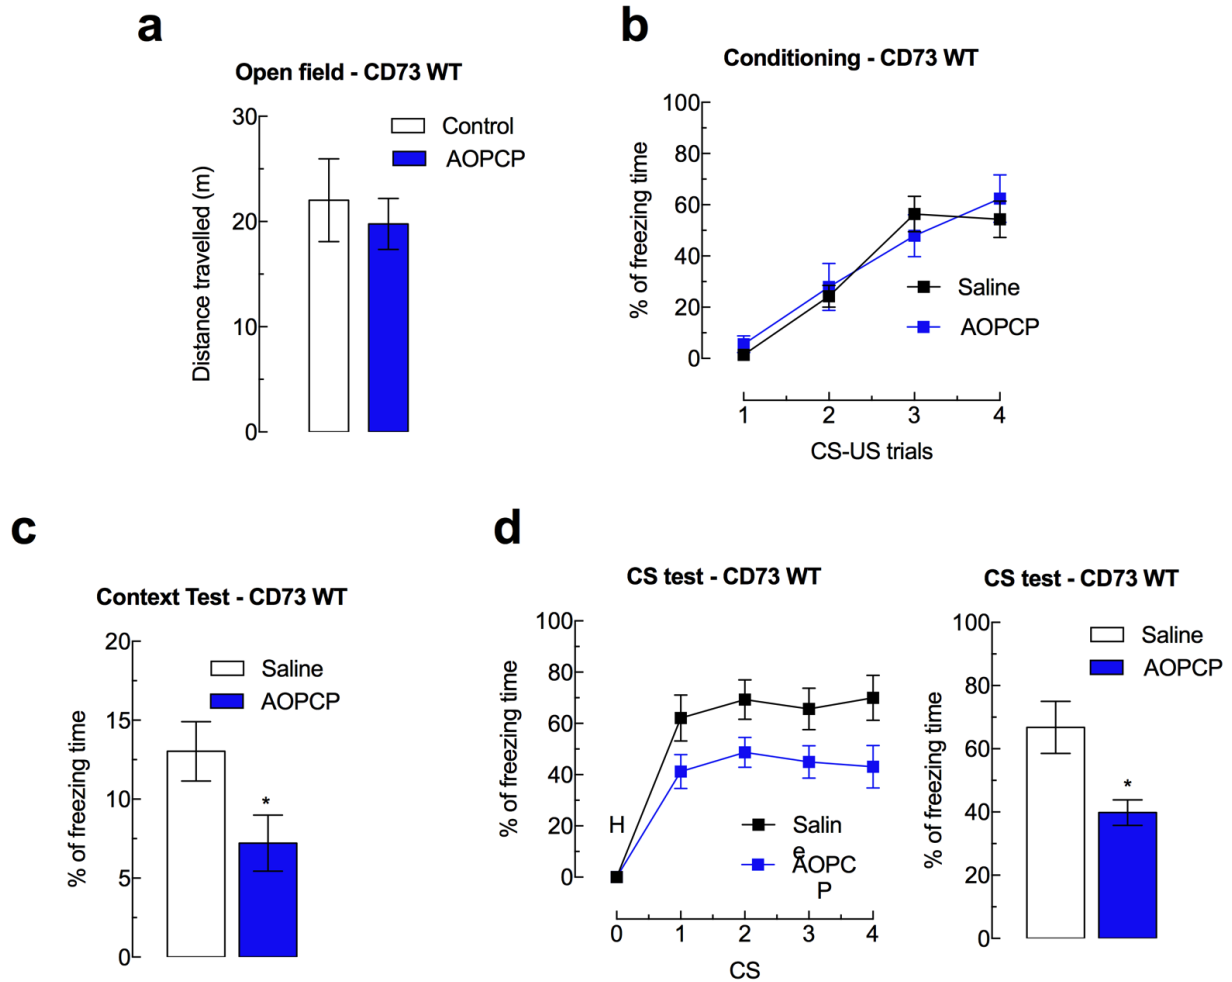 a
Open field - CD73 WT
30
20
10
0
Distance travelled (m)
Control
AOPCP
b
Conditioning - CD73 WT
100
80
60
40
20
0
% of freezing time
Saline
AOPCP
1 2 3 4
CS-US trials
c
Context Test - CD73 WT
20
15
10
5
0
% of freezing time
Saline
AOPCP
*
d
CS test - CD73 WT
100
80
60
40
20
0
% of freezing time
H
Salin
e
AOPC
P
0 1 2 3 4
CS
CS test - CD73 WT
100
80
60
40
20
0
% of freezing time
Saline
AOPCP
*